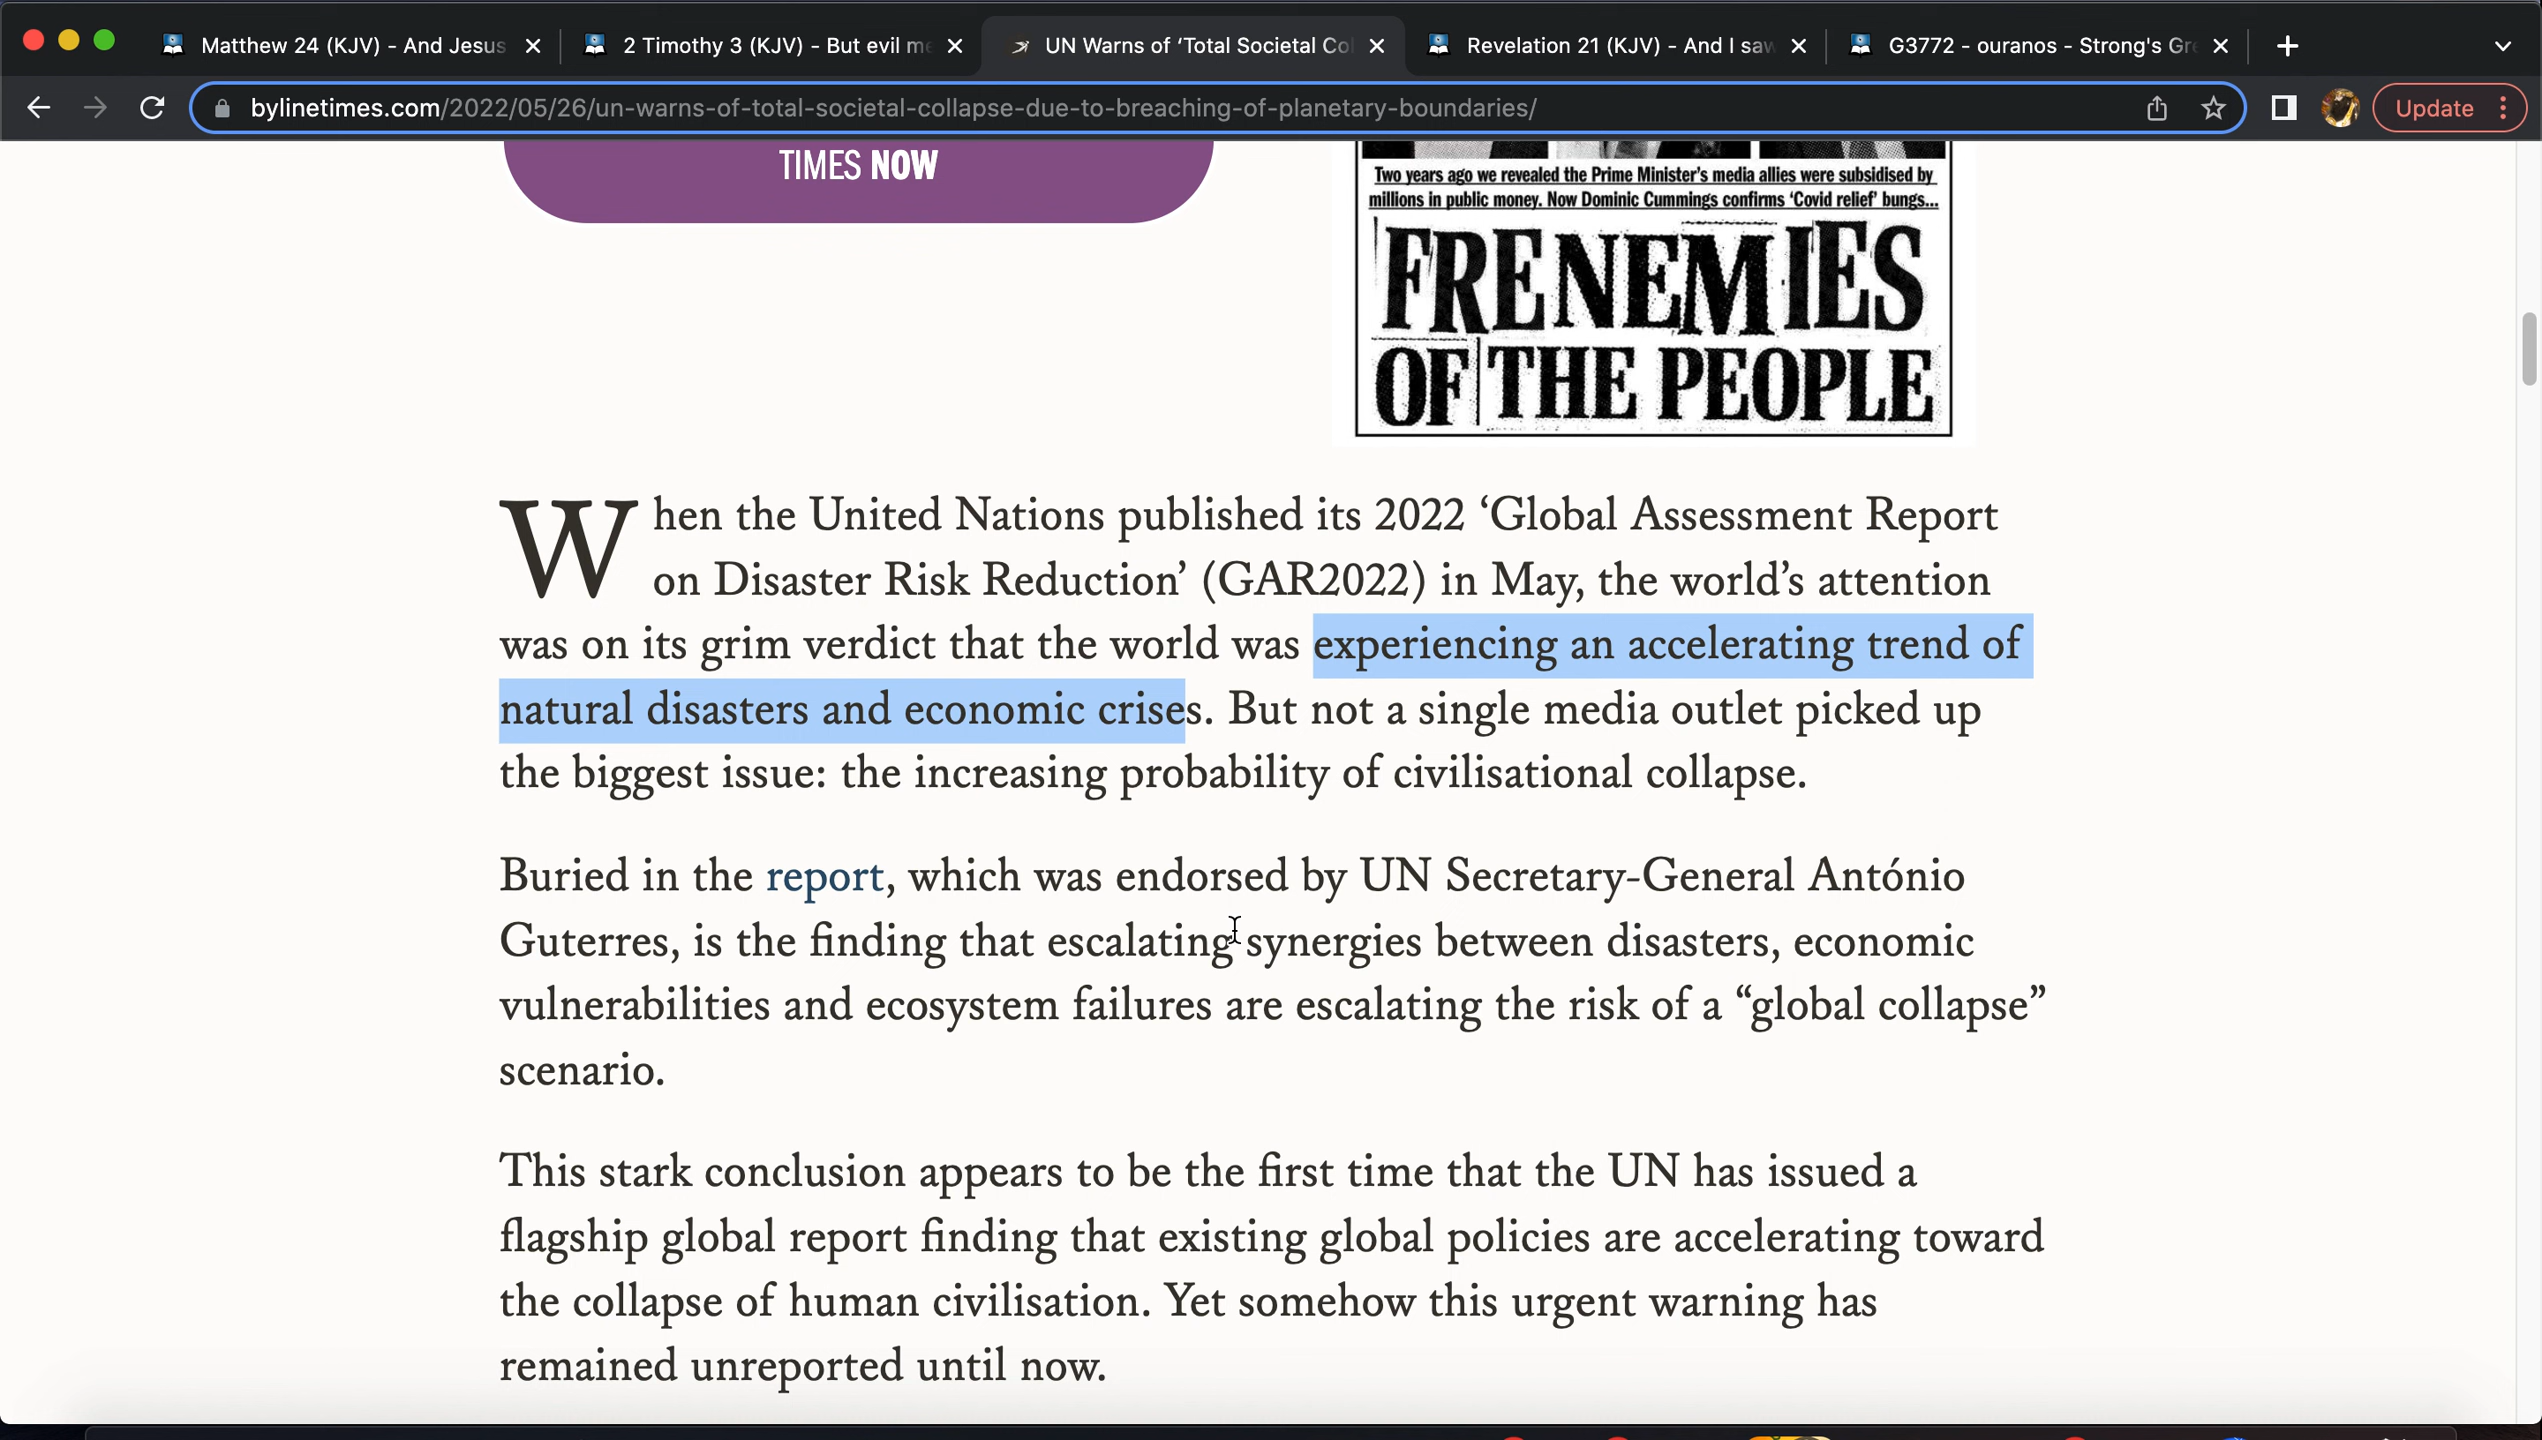 Matthew 24 (KJV) - And Jesus
2 Timothy 3 (KJV) - But evil me
UN Warns of ‘Total Societal Co
Revelation 21 (KJV) - And I saw
G3772 - ouranos - Strong's Gre
bylinetimes.com/2022/05/26/un-warns-of-total-societal-collapse-due-to-breaching-of-planetary-boundaries/
Update
TIMES NOW
Two years ago we revealed the Prime Minister's media allies were subsidised by
millions in public money. Now Dominic Cummings confirms ‘Covid relief’ bungs...
FRENEMIES
OF THE PEOPLE
When the United Nations published its 2022 ‘Global Assessment Report
on Disaster Risk Reduction’ (GAR2022) in May, the world’s attention
was on its grim verdict that the world was experiencing an accelerating trend of
natural disasters and economic crises. But not a single media outlet picked up
the biggest issue: the increasing probability of civilisational collapse.
Buried in the report, which was endorsed by UN Secretary-General António
Guterres, is the finding that escalating synergies between disasters, economic
vulnerabilities and ecosystem failures are escalating the risk of a “global collapse”
scenario.
This stark conclusion appears to be the first time that the UN has issued a
flagship global report finding that existing global policies are accelerating toward
the collapse of human civilisation. Yet somehow this urgent warning has
remained unreported until now.